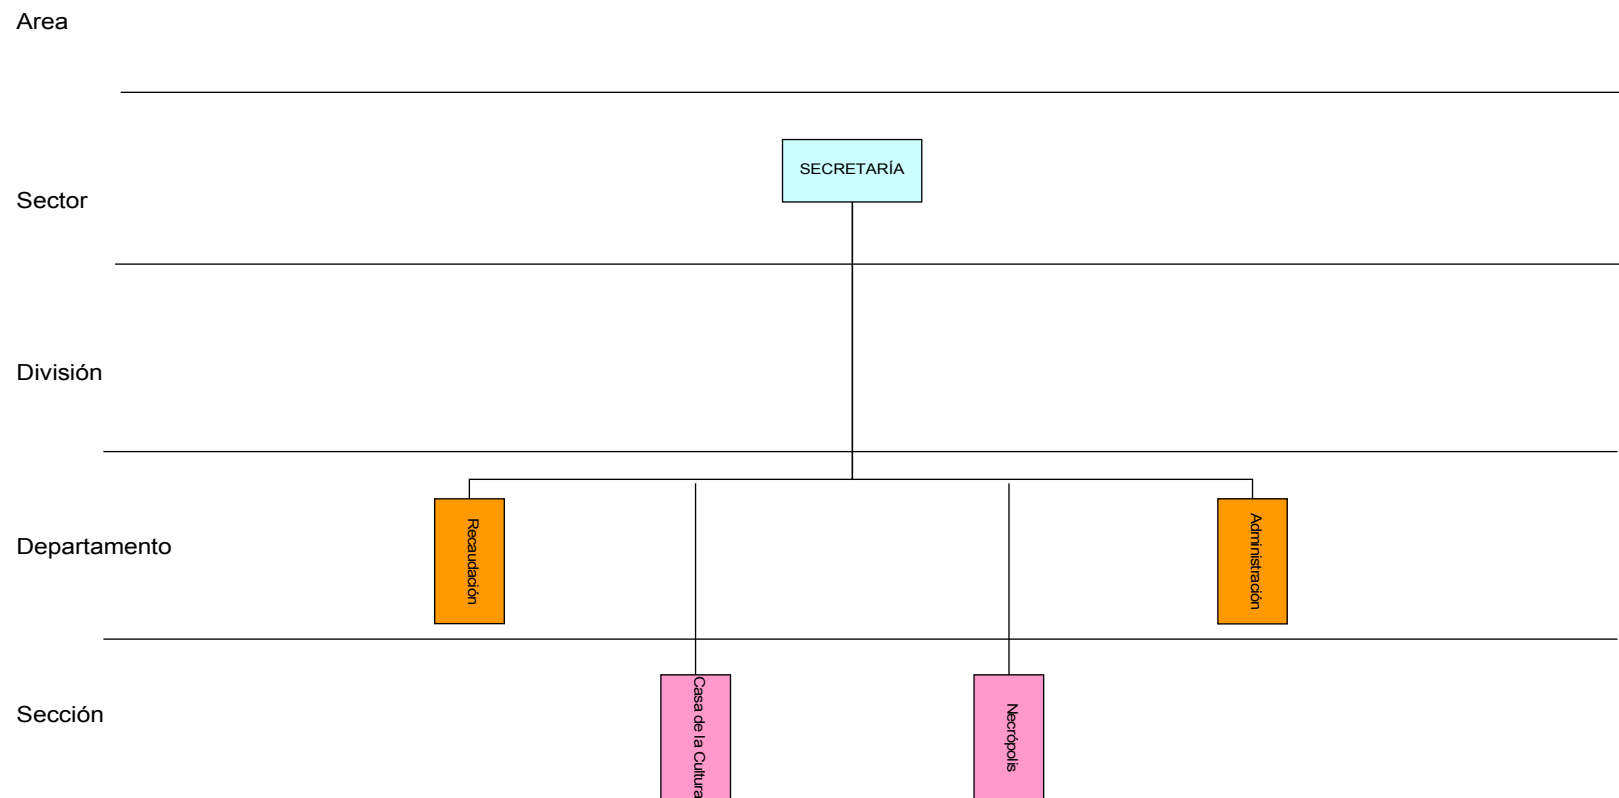 Area
SECRETARÍA
Sector
División
Recaudación
Administración
Departamento
Casa de la Cultura
Necrópolis
Sección